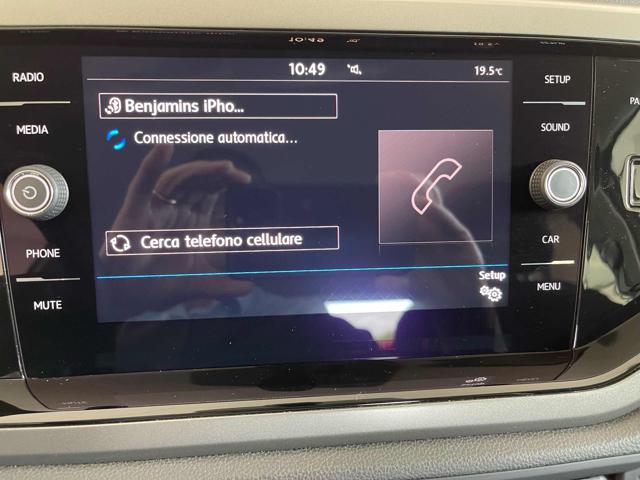 10:49
19.5°C
Benjamins iPho...
Connessione automatica...
Cerca telefono cellulare
Setup
RADIO
MEDIA
PHONE
MUTE
SETUP
SOUND
CAR
MENU
PA